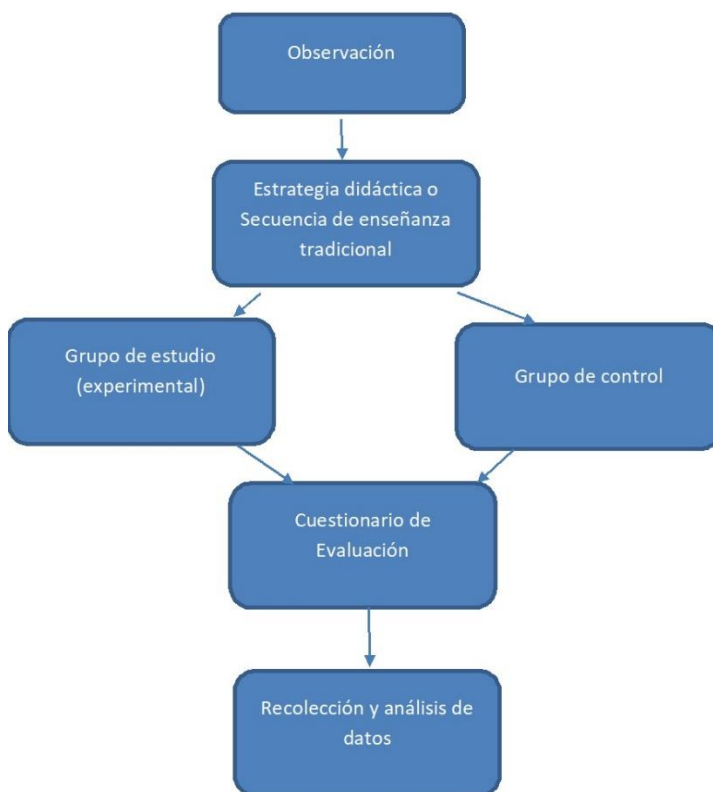 Observación
Estrategia didáctica o
Secuencia de enseñanza
tradicional
Grupo de estudio
(experimental)
Grupo de control
Cuestionario de
Evaluación
Recolección y análisis de
datos